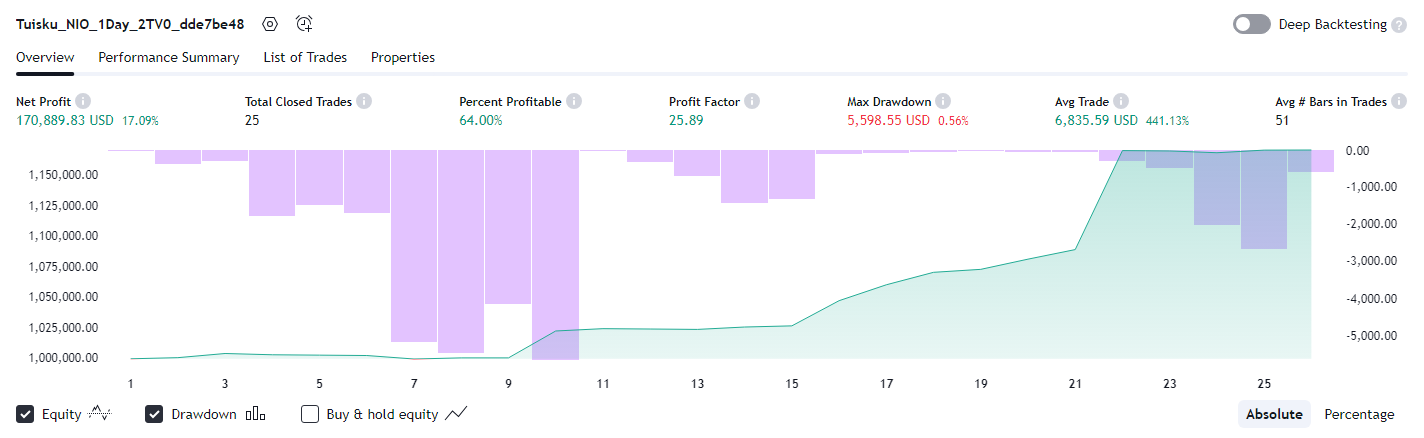 Tuisku_NIO_1Day_2TV0_dde7be48 Deep Backtesting ?
Overview Performance Summary List of Trades Properties
Net Profit i Total Closed Trades i Percent Profitable i Profit Factor i Max Drawdown i Avg Trade i Avg # Bars in Trades i
170,889.83 USD 17.09% 25 64.00% 25.89 5,598.55 USD 0.56% 6,835.59 USD 441.13% 51
0.00
1,150,000.00
-1,000.00
1,125,000.00
-2,000.00
1,100,000.00
-3,000.00
1,075,000.00
1,050,000.00
-4,000.00
1,025,000.00
-5,000.00
1,000,000.00
1 3 5 7 9 11 13 15 17 19 21 23 25
Equity Drawdown Buy & hold equity Absolute Percentage